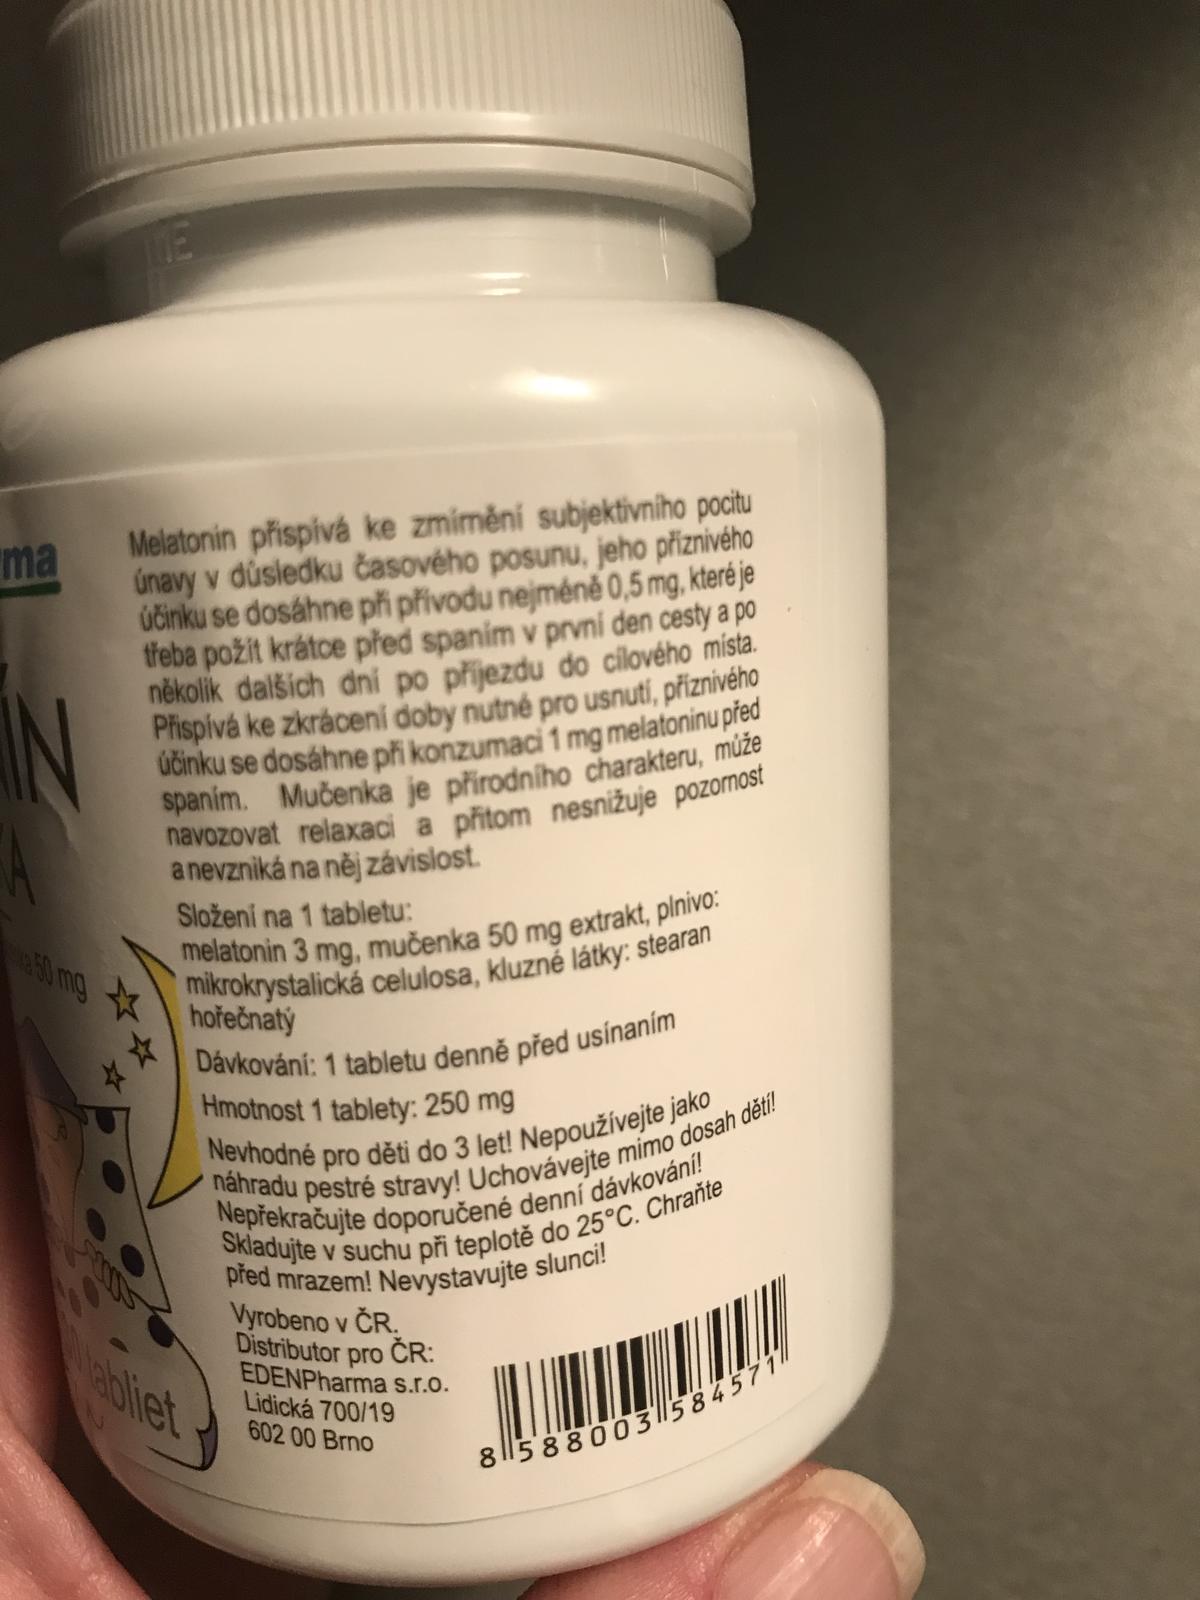 Melatonin přispívá ke zmírnění subjektivního pocitu
únavy v důsledku časového posunu, jeho příznivého
účinku se dosáhne při přívodu nejméně 0,5 mg, které je
třeba požít krátce před spaním v první den cesty a po
několik dalších dní po příjezdu do cílového místa.
Přispívá ke zkrácení doby nutné pro usnutí, příznivého
účinku se dosáhne při konzumaci 1 mg melatoninu před
spaním. Mučenka je přírodního charakteru, může
navozovat relaxaci a přitom nesnižuje pozornost
a nevzniká na něj závislost.
Složení na 1 tabletu:
melatonin 3 mg, mučenka 50 mg extrakt, plnivo:
mikrokrystalická celulosa, kluzné látky: stearan
hořečnatý
Dávkování: 1 tabletu denně před usínaním
Hmotnost 1 tablety: 250 mg
Nevhodné pro děti do 3 let! Nepoužívejte jako
náhradu pestré stravy! Uchovávejte mimo dosah dětí!
Nepřekračujte doporučené denní dávkování!
Skladujte v suchu při teplotě do 25°C. Chraňte
před mrazem! Nevystavujte slunci!
Vyrobeno v ČR.
Distributor pro ČR:
EDENPharma s.r.o.
Lidická 700/19
602 00 Brno
8 588003 584571
rma
ÍN
KA
50 mg
tabliet